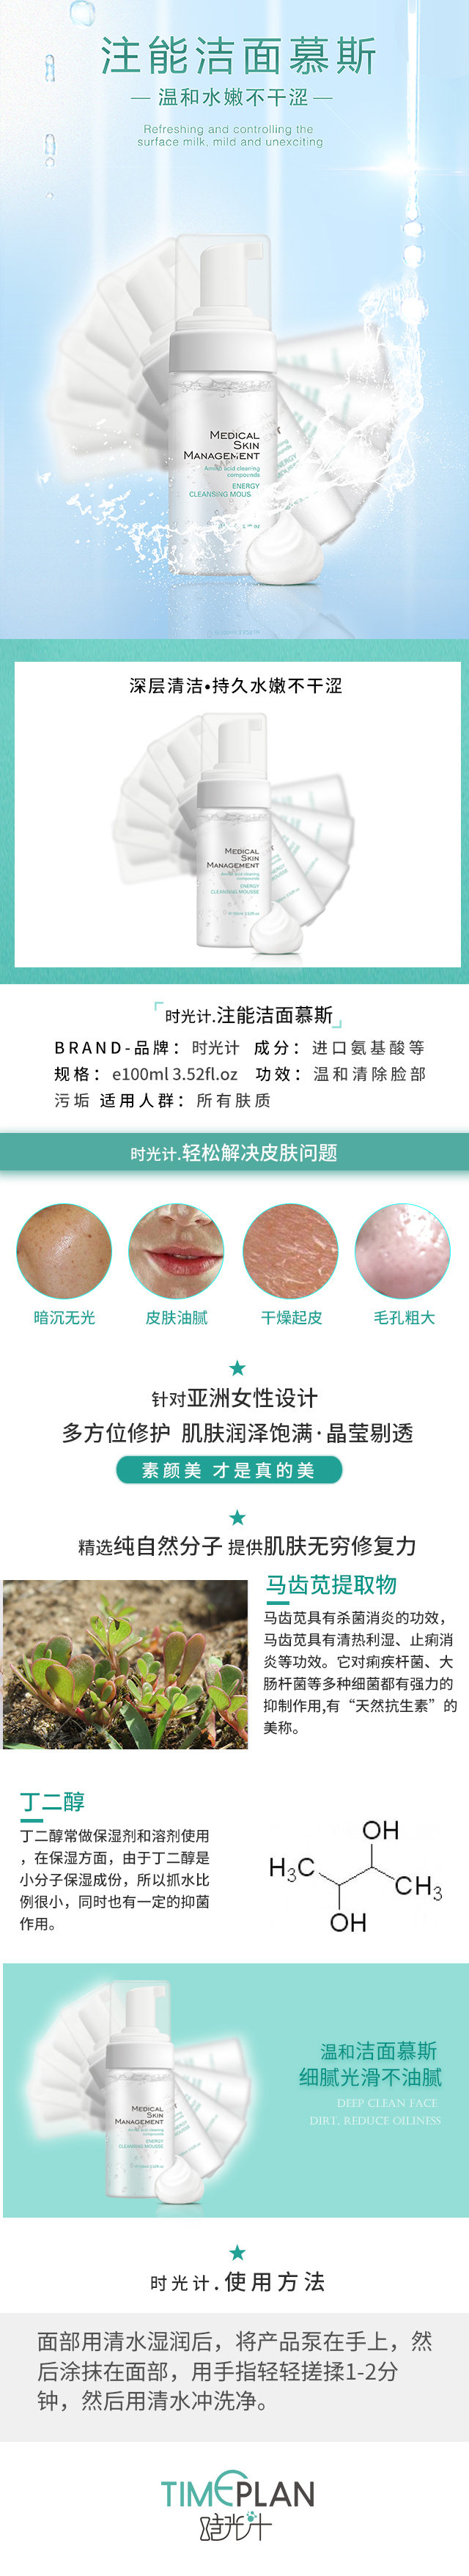 注能洁面慕斯
— 温和水嫩不干涩 —
Refreshing and controlling the
surface milk, mild and unexciting
MEDICAL
SKIN
MANAGEMENT
Amino acid clearing
compounds
ENERGY
CLEANSING MOUS
深层清洁•持久水嫩不干涩
MEDICAL
SKIN
MANAGEMENT
Amino acid clearing
compounds
ENERGY
CLEANSING MOUSSE
「时光计.注能洁面慕斯」
BRAND-品牌：时光计 成分：进口氨基酸等
规格：e100ml 3.52fl.oz 功效：温和清除脸部
污垢 适用人群：所有肤质
时光计.轻松解决皮肤问题
暗沉无光 皮肤油腻 干燥起皮 毛孔粗大
针对亚洲女性设计
多方位修护 肌肤润泽饱满·晶莹剔透
素颜美 才是真的美
精选纯自然分子 提供肌肤无穷修复力
马齿苋提取物
马齿苋具有杀菌消炎的功效，
马齿苋具有清热利湿、止痢消
炎等功效。它对痢疾杆菌、大
肠杆菌等多种细菌都有强力的
抑制作用,有“天然抗生素”的
美称。
丁二醇
丁二醇常做保湿剂和溶剂使用
，在保湿方面，由于丁二醇是
小分子保湿成份，所以抓水比
例很小，同时也有一定的抑菌
作用。
OH
H3C
CH3
OH
MEDICAL
SKIN
MANAGEMENT
Amino acid clearing
compounds
ENERGY
CLEANSING MOUSSE
温和洁面慕斯
细腻光滑不油腻
DEEP CLEAN FACE
DIRT, REDUCE OILINESS
时光计.使用方法
面部用清水湿润后，将产品泵在手上，然
后涂抹在面部，用手指轻轻搓揉1-2分
钟，然后用清水冲洗净。
TIMEPLAN
时光计